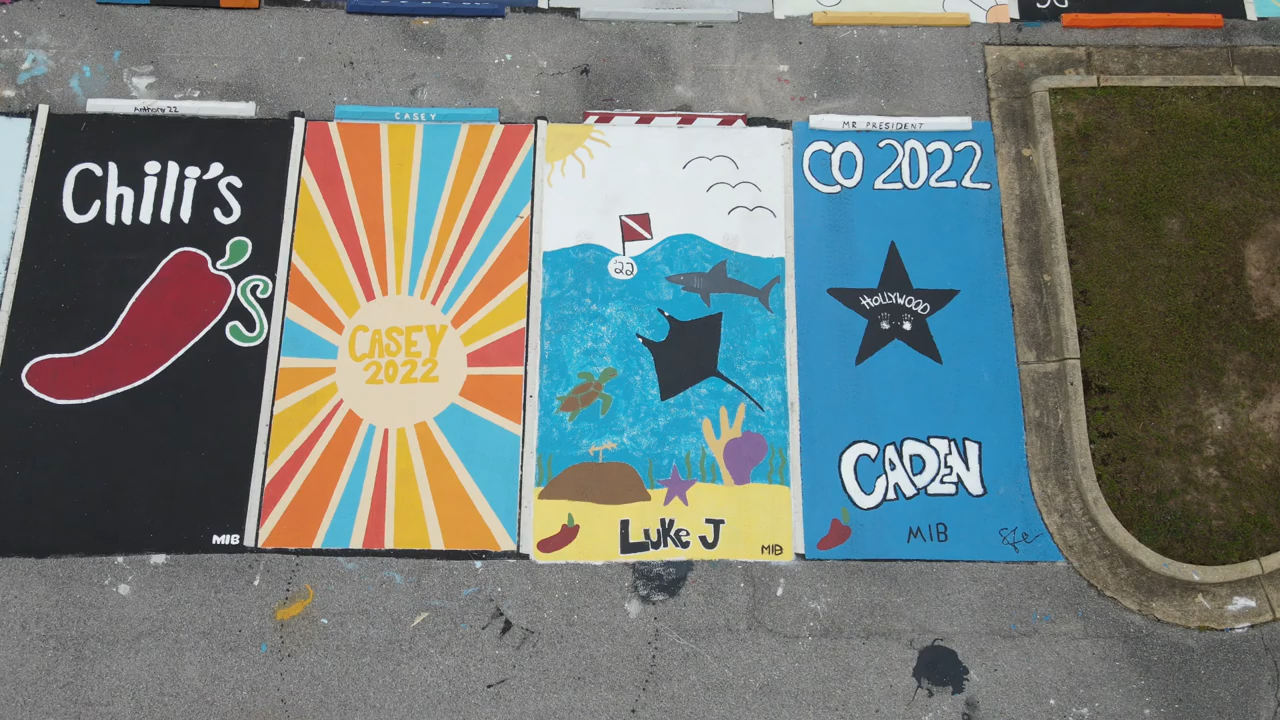 Anthony 22
Chili's
S
MIB
CASEY
CASEY
2022
'22
LUKE J
MIB
MR PRESIDENT
CO 2022
HOLLYWOOD
CADEN
MIB